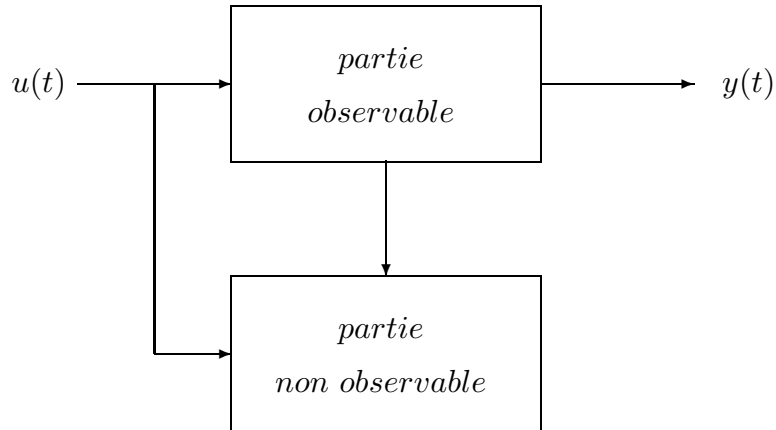 partie
u(t)
y(t)
observable
partie
non observable